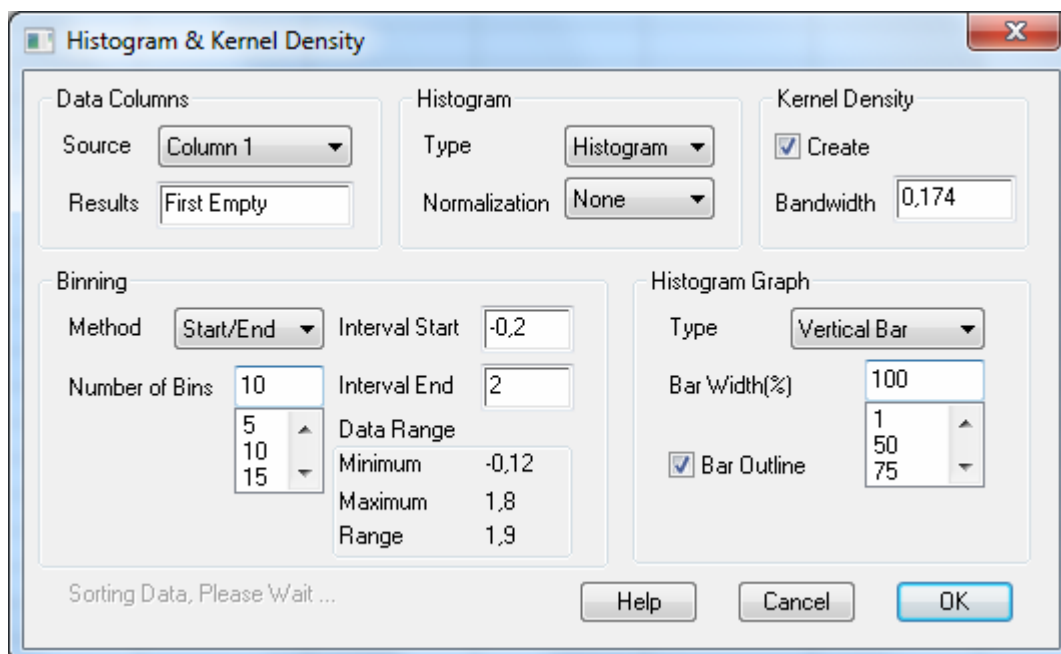 Histogram & Kernel Density
Data Columns
Source Column 1
Results First Empty
Histogram
Type Histogram
Normalization None
Kernel Density
Create
Bandwidth 0,174
Binning
Method Start/End
Number of Bins 10
5
10
15
Interval Start -0,2
Interval End 2
Data Range
Minimum -0,12
Maximum 1,8
Range 1,9
Histogram Graph
Type Vertical Bar
Bar Width(%) 100
1
50
75
Bar Outline
Sorting Data, Please Wait ...
Help Cancel OK